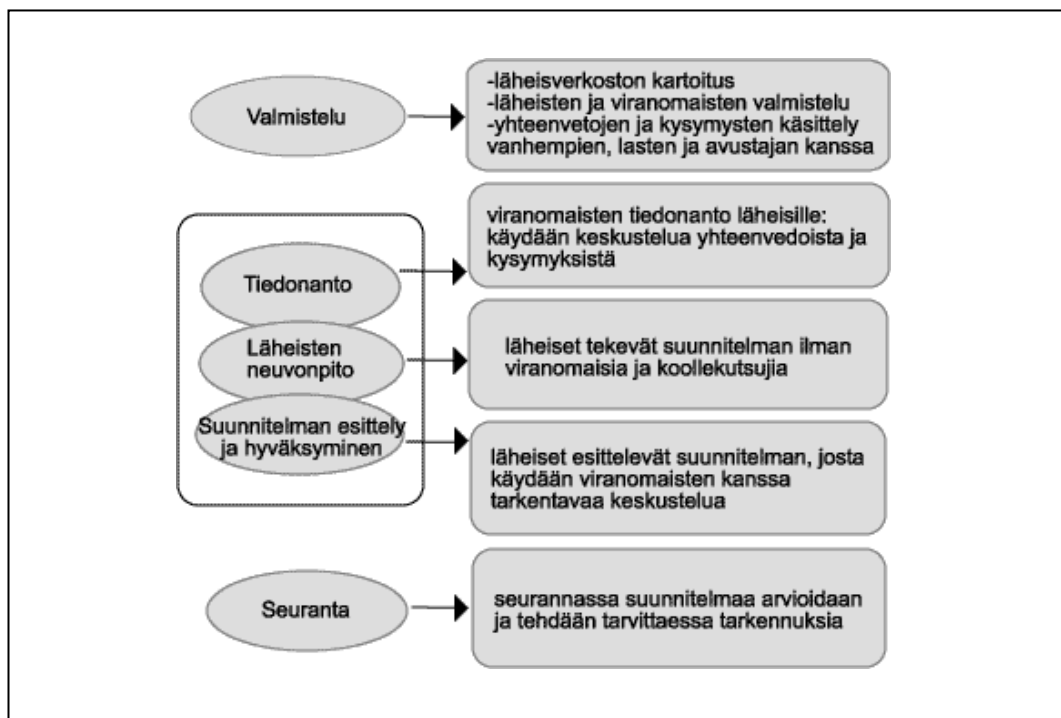 Valmistelu
-läheisverkoston kartoitus
-läheisten ja viranomaisten valmistelu
-yhteenvetojen ja kysymysten käsittely
vanhempien, lasten ja avustajan kanssa
Tiedonanto
viranomaisten tiedonanto läheisille:
käydään keskustelua yhteenvedoista ja
kysymyksistä
Läheisten
neuvonpito
läheiset tekevät suunnitelman ilman
viranomaisia ja koollekutsujia
Suunnitelman esittely
ja hyväksyminen
läheiset esittelevät suunnitelman, josta
käydään viranomaisten kanssa
tarkentavaa keskustelua
Seuranta
seurannassa suunnitelmaa arvioidaan
ja tehdään tarvittaessa tarkennuksia